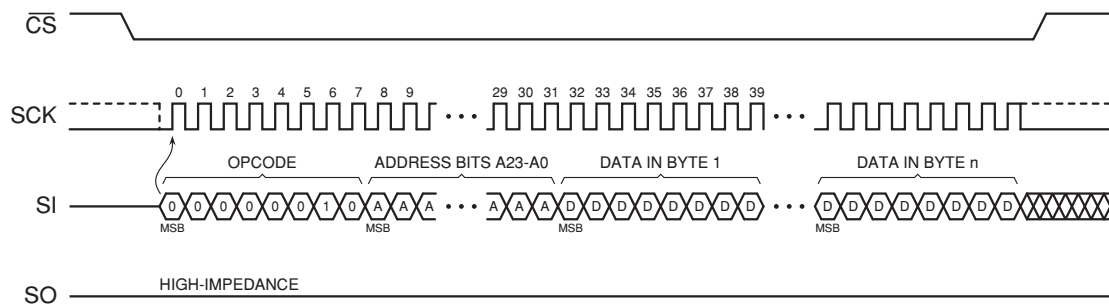 CS
SCK
0 1 2 3 4 5 6 7 8 9 29 30 31 32 33 34 35 36 37 38 39
OPCODE ADDRESS BITS A23-A0 DATA IN BYTE 1 DATA IN BYTE n
SI
0 0 0 0 0 0 1 0 A A A A A A D D D D D D D D D D D D D D D D
MSB MSB MSB MSB
HIGH-IMPEDANCE
SO